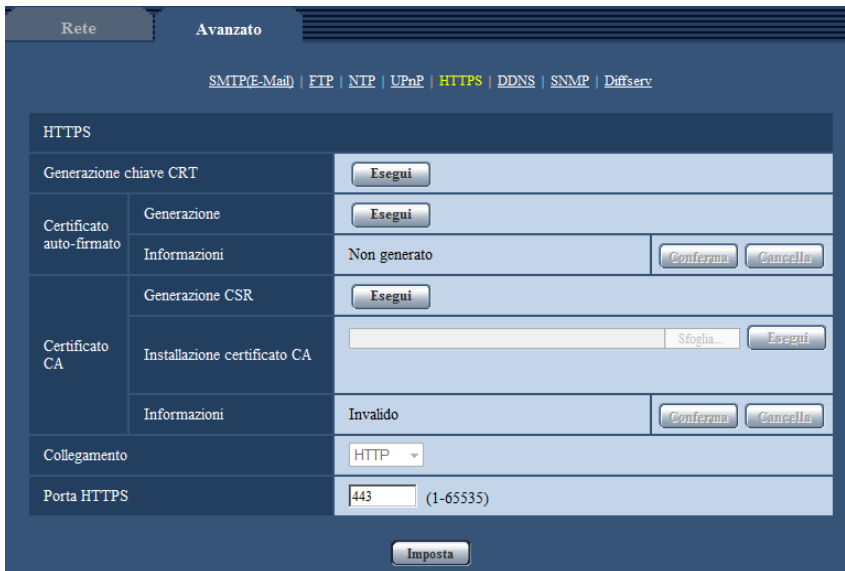 Rete
Avanzato
SMTP(E-Mail) | FTP | NTP | UPnP | HTTPS | DDNS | SNMP | Diffserv
HTTPS
Generazione chiave CRT
Esegui
Certificato auto-firmato
Generazione
Esegui
Informazioni
Non generato
Conferma
Cancella
Certificato CA
Generazione CSR
Esegui
Installazione certificato CA
Sfoglia...
Esegui
Informazioni
Invalido
Conferma
Cancella
Collegamento
HTTP
Porta HTTPS
443 (1-65535)
Imposta